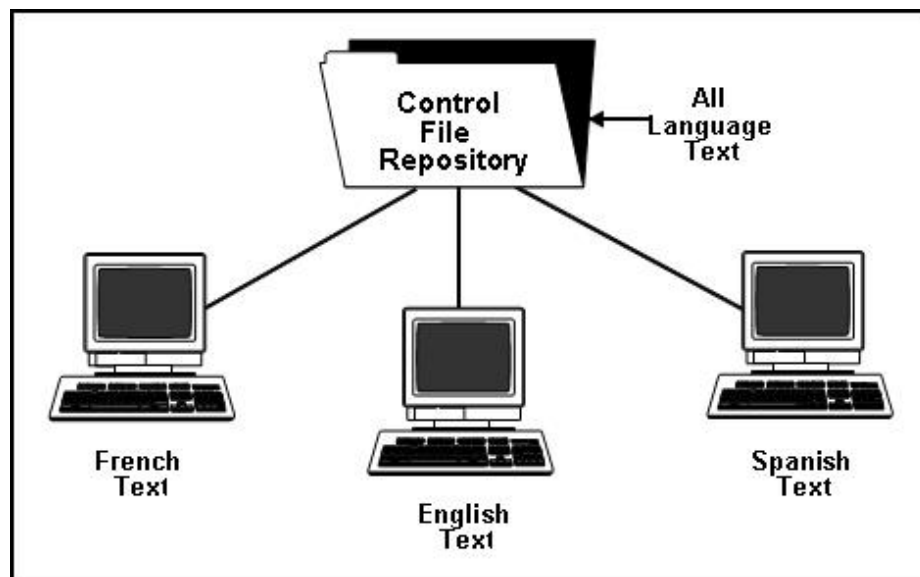 Control
File
Repository
All
Language
Text
French
Text
English
Text
Spanish
Text